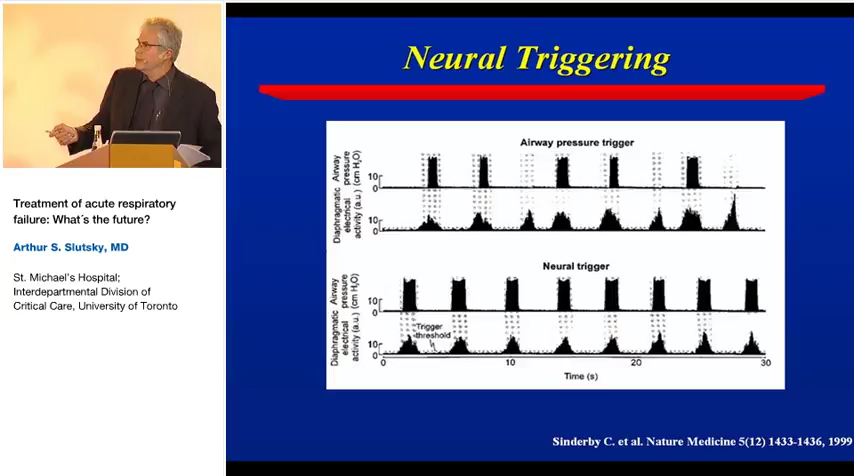 Neural Triggering
Airway pressure trigger
Airway
pressure
(cm H₂O)
10
0
Diaphragmatic
electrical
activity (a.u.)
10
0
Neural trigger
Airway
pressure
(cm H₂O)
10
0
Diaphragmatic
electrical
activity (a.u.)
10
0
Trigger
threshold
0
10
20
30
Time (s)
Sinderby C. et al. Nature Medicine 5(12) 1433-1436, 1999
Treatment of acute respiratory
failure: What´s the future?
Arthur S. Slutsky, MD
St. Michael's Hospital;
Interdepartmental Division of
Critical Care, University of Toronto